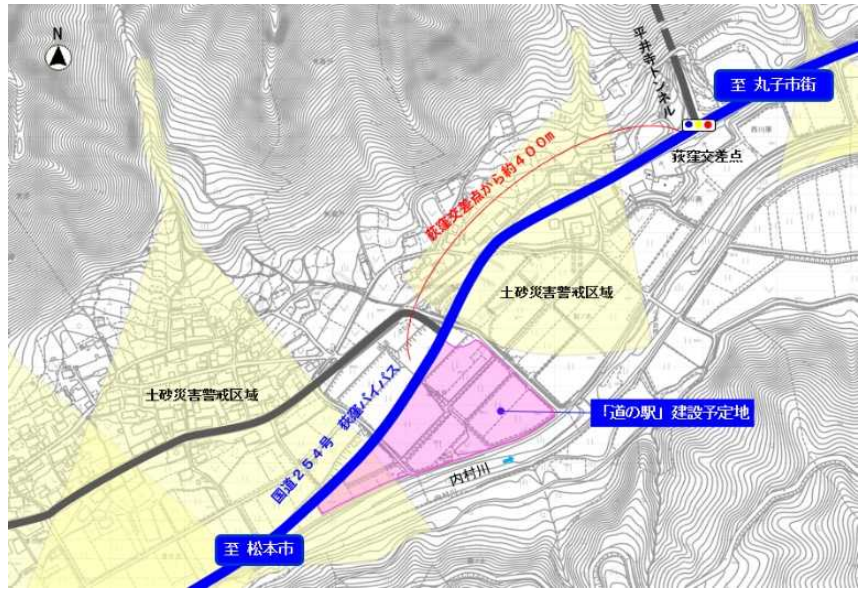 N
平井寺トンネル
至 丸子市街
荻窪交差点
荻窪交差点から約400m
土砂災害警戒区域
土砂災害警戒区域
「道の駅」建設予定地
国道254号 荻窪バイパス
内村川
至 松本市